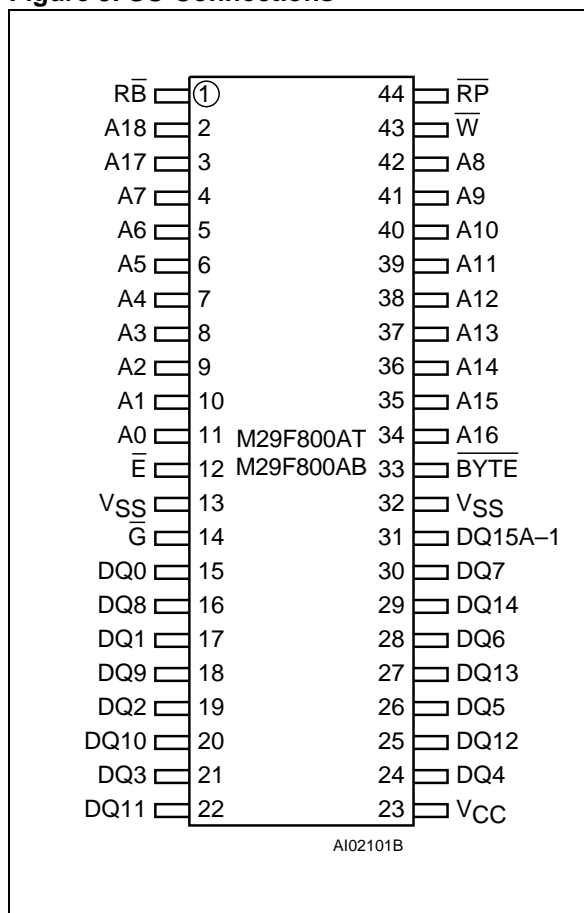 Figure SO Connections
RB̅ 1 44 R̅P̅
A18 2 43 W̅
A17 3 42 A8
A7 4 41 A9
A6 5 40 A10
A5 6 39 A11
A4 7 38 A12
A3 8 37 A13
A2 9 36 A14
A1 10 35 A15
A0 11 M29F800AT 34 A16
E̅ 12 M29F800AB 33 B̅Y̅T̅E̅
VSS 13 32 VSS
G̅ 14 31 DQ15A–1
DQ0 15 30 DQ7
DQ8 16 29 DQ14
DQ1 17 28 DQ6
DQ9 18 27 DQ13
DQ2 19 26 DQ5
DQ10 20 25 DQ12
DQ3 21 24 DQ4
DQ11 22 23 VCC
AI02101B